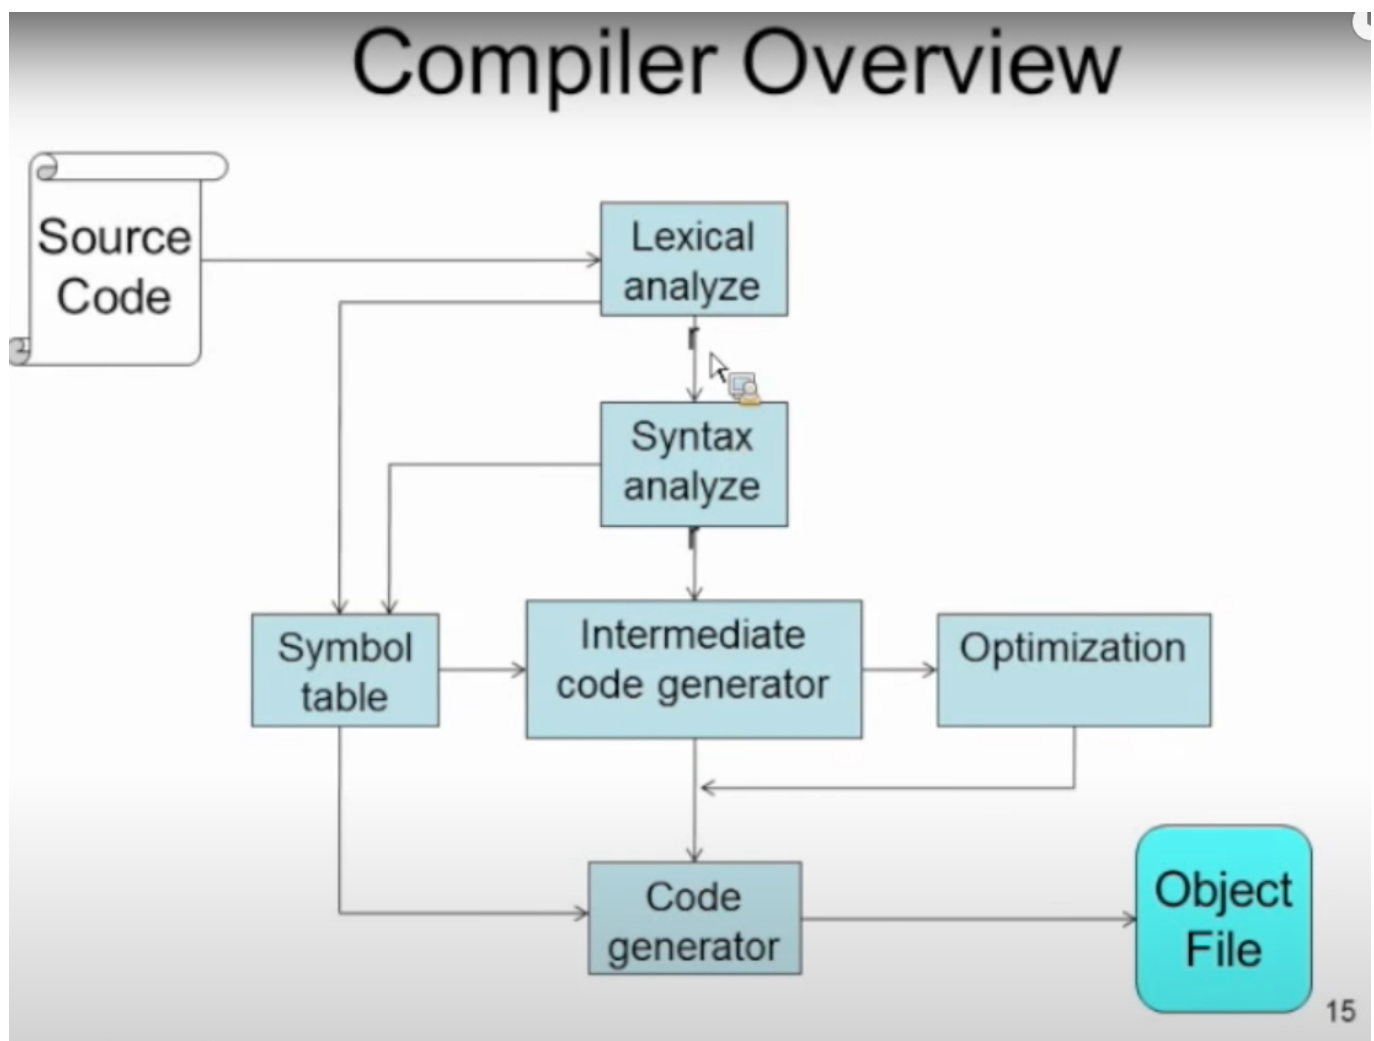 Compiler Overview
Source
Code
Lexical
analyze
r
Syntax
analyze
r
Symbol
table
Intermediate
code generator
Optimization
Code
generator
Object
File
15